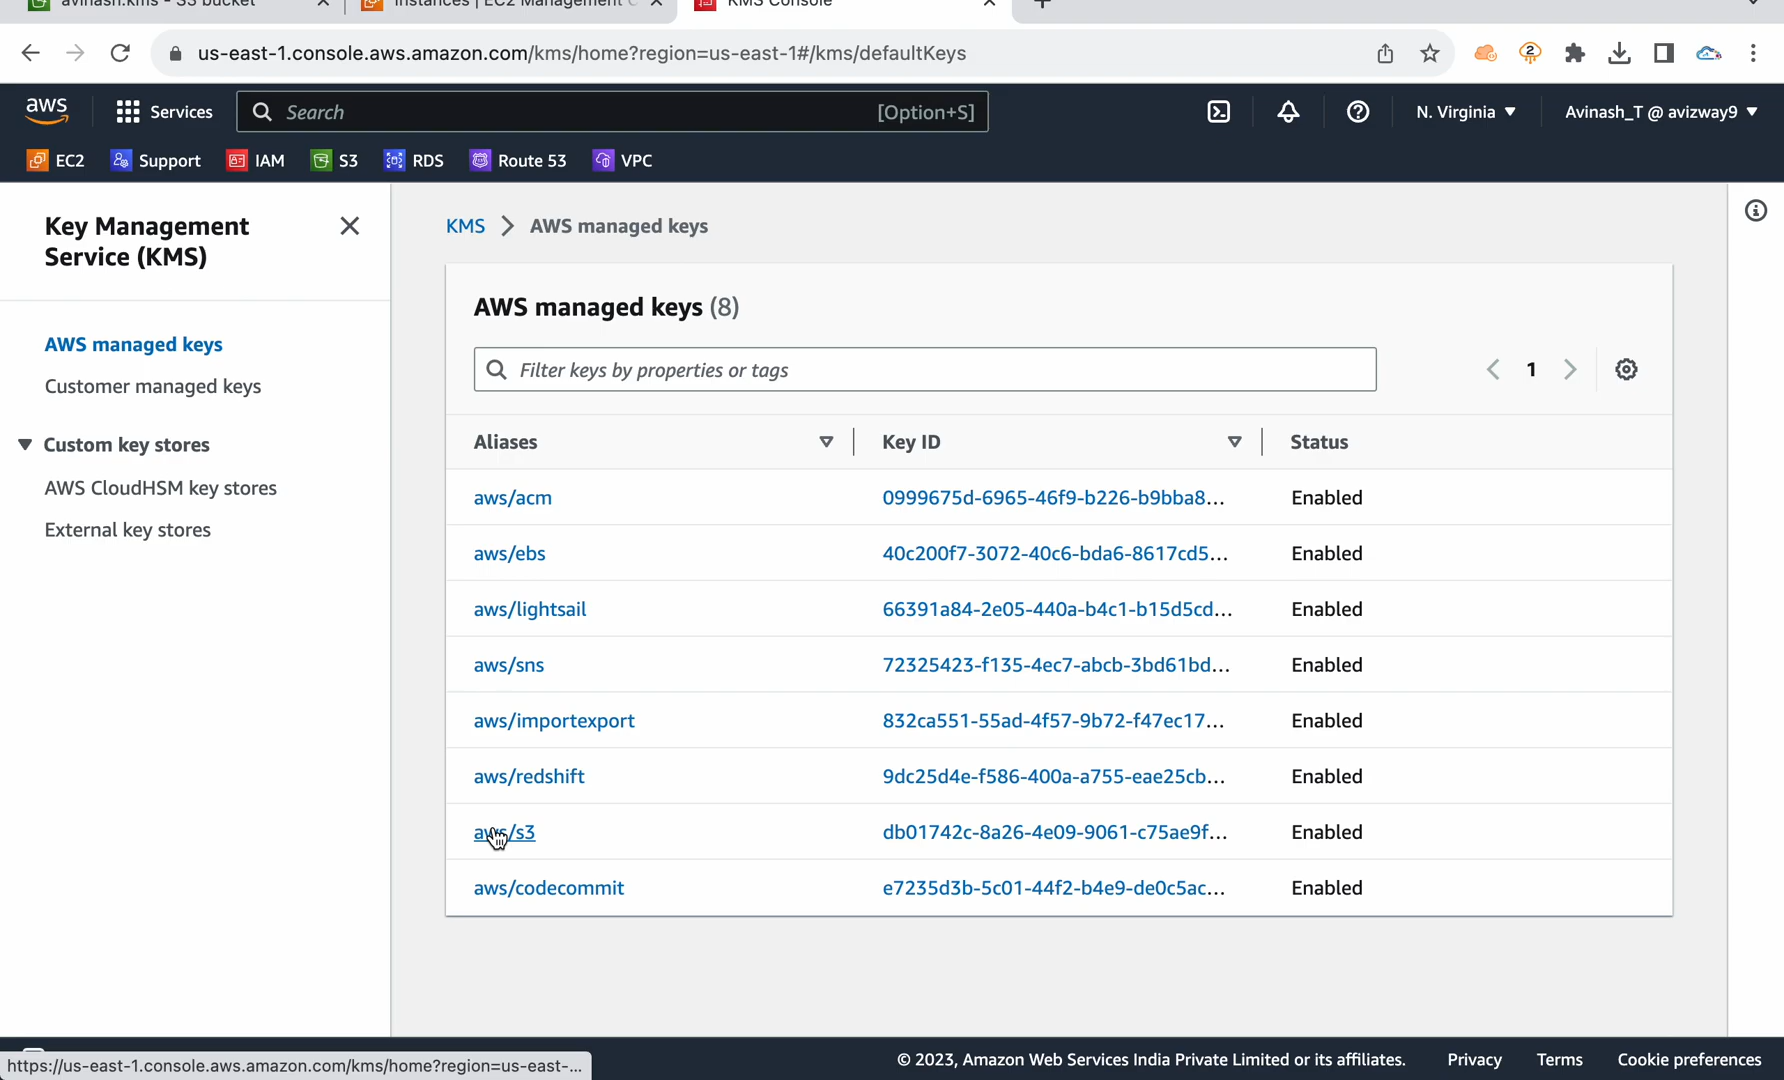 avinash.kms - S3 bucket
Instances | EC2 Management C
KMS Console
us-east-1.console.aws.amazon.com/kms/home?region=us-east-1#/kms/defaultKeys
2
aws
Services
Search
[Option+S]
N. Virginia
Avinash_T @ avizway9
EC2
Support
IAM
S3
RDS
Route 53
VPC
Key Management
Service (KMS)
AWS managed keys
Customer managed keys
Custom key stores
AWS CloudHSM key stores
External key stores
KMS
AWS managed keys
AWS managed keys (8)
Filter keys by properties or tags
1
Aliases
Key ID
Status
aws/acm
0999675d-6965-46f9-b226-b9bba8...
Enabled
aws/ebs
40c200f7-3072-40c6-bda6-8617cd5...
Enabled
aws/lightsail
66391a84-2e05-440a-b4c1-b15d5cd...
Enabled
aws/sns
72325423-f135-4ec7-abcb-3bd61bd...
Enabled
aws/importexport
832ca551-55ad-4f57-9b72-f47ec17...
Enabled
aws/redshift
9dc25d4e-f586-400a-a755-eae25cb...
Enabled
aws/s3
db01742c-8a26-4e09-9061-c75ae9f...
Enabled
aws/codecommit
e7235d3b-5c01-44f2-b4e9-de0c5ac...
Enabled
https://us-east-1.console.aws.amazon.com/kms/home?region=us-east-...
© 2023, Amazon Web Services India Private Limited or its affiliates.
Privacy
Terms
Cookie preferences